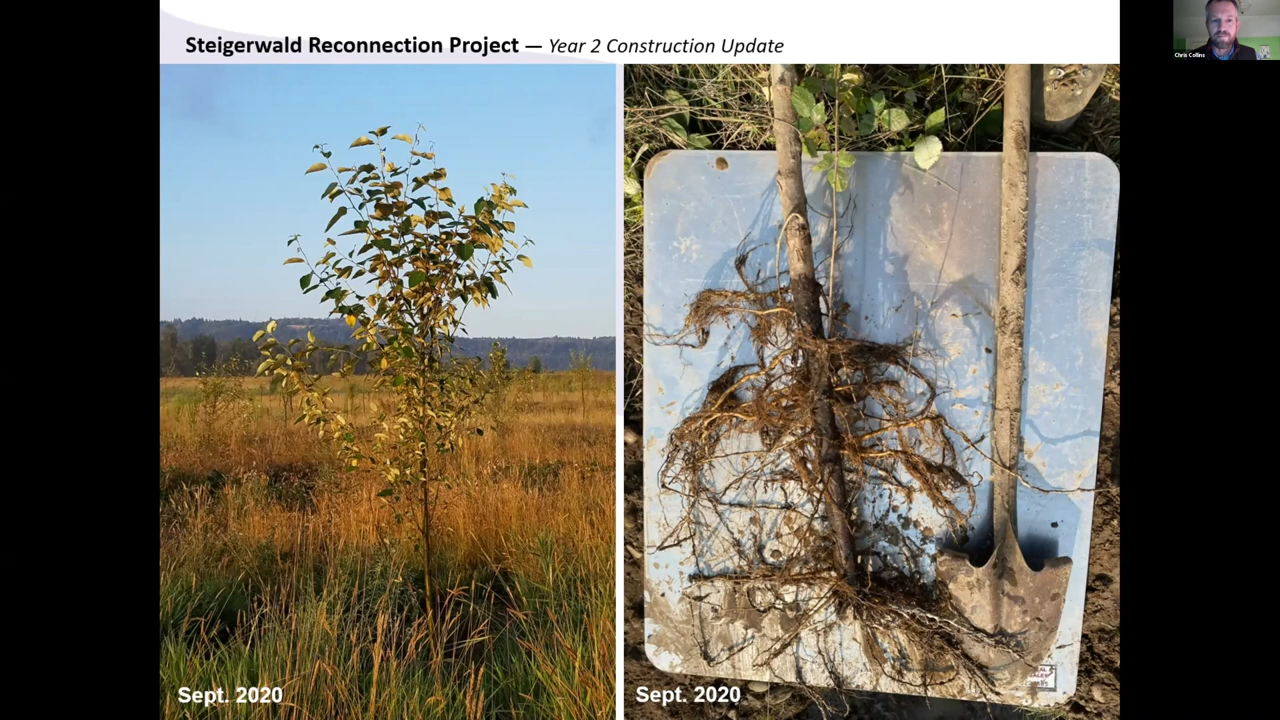 Steigerwald Reconnection Project — Year 2 Construction Update
Chris Collins
Sept. 2020
Sept. 2020